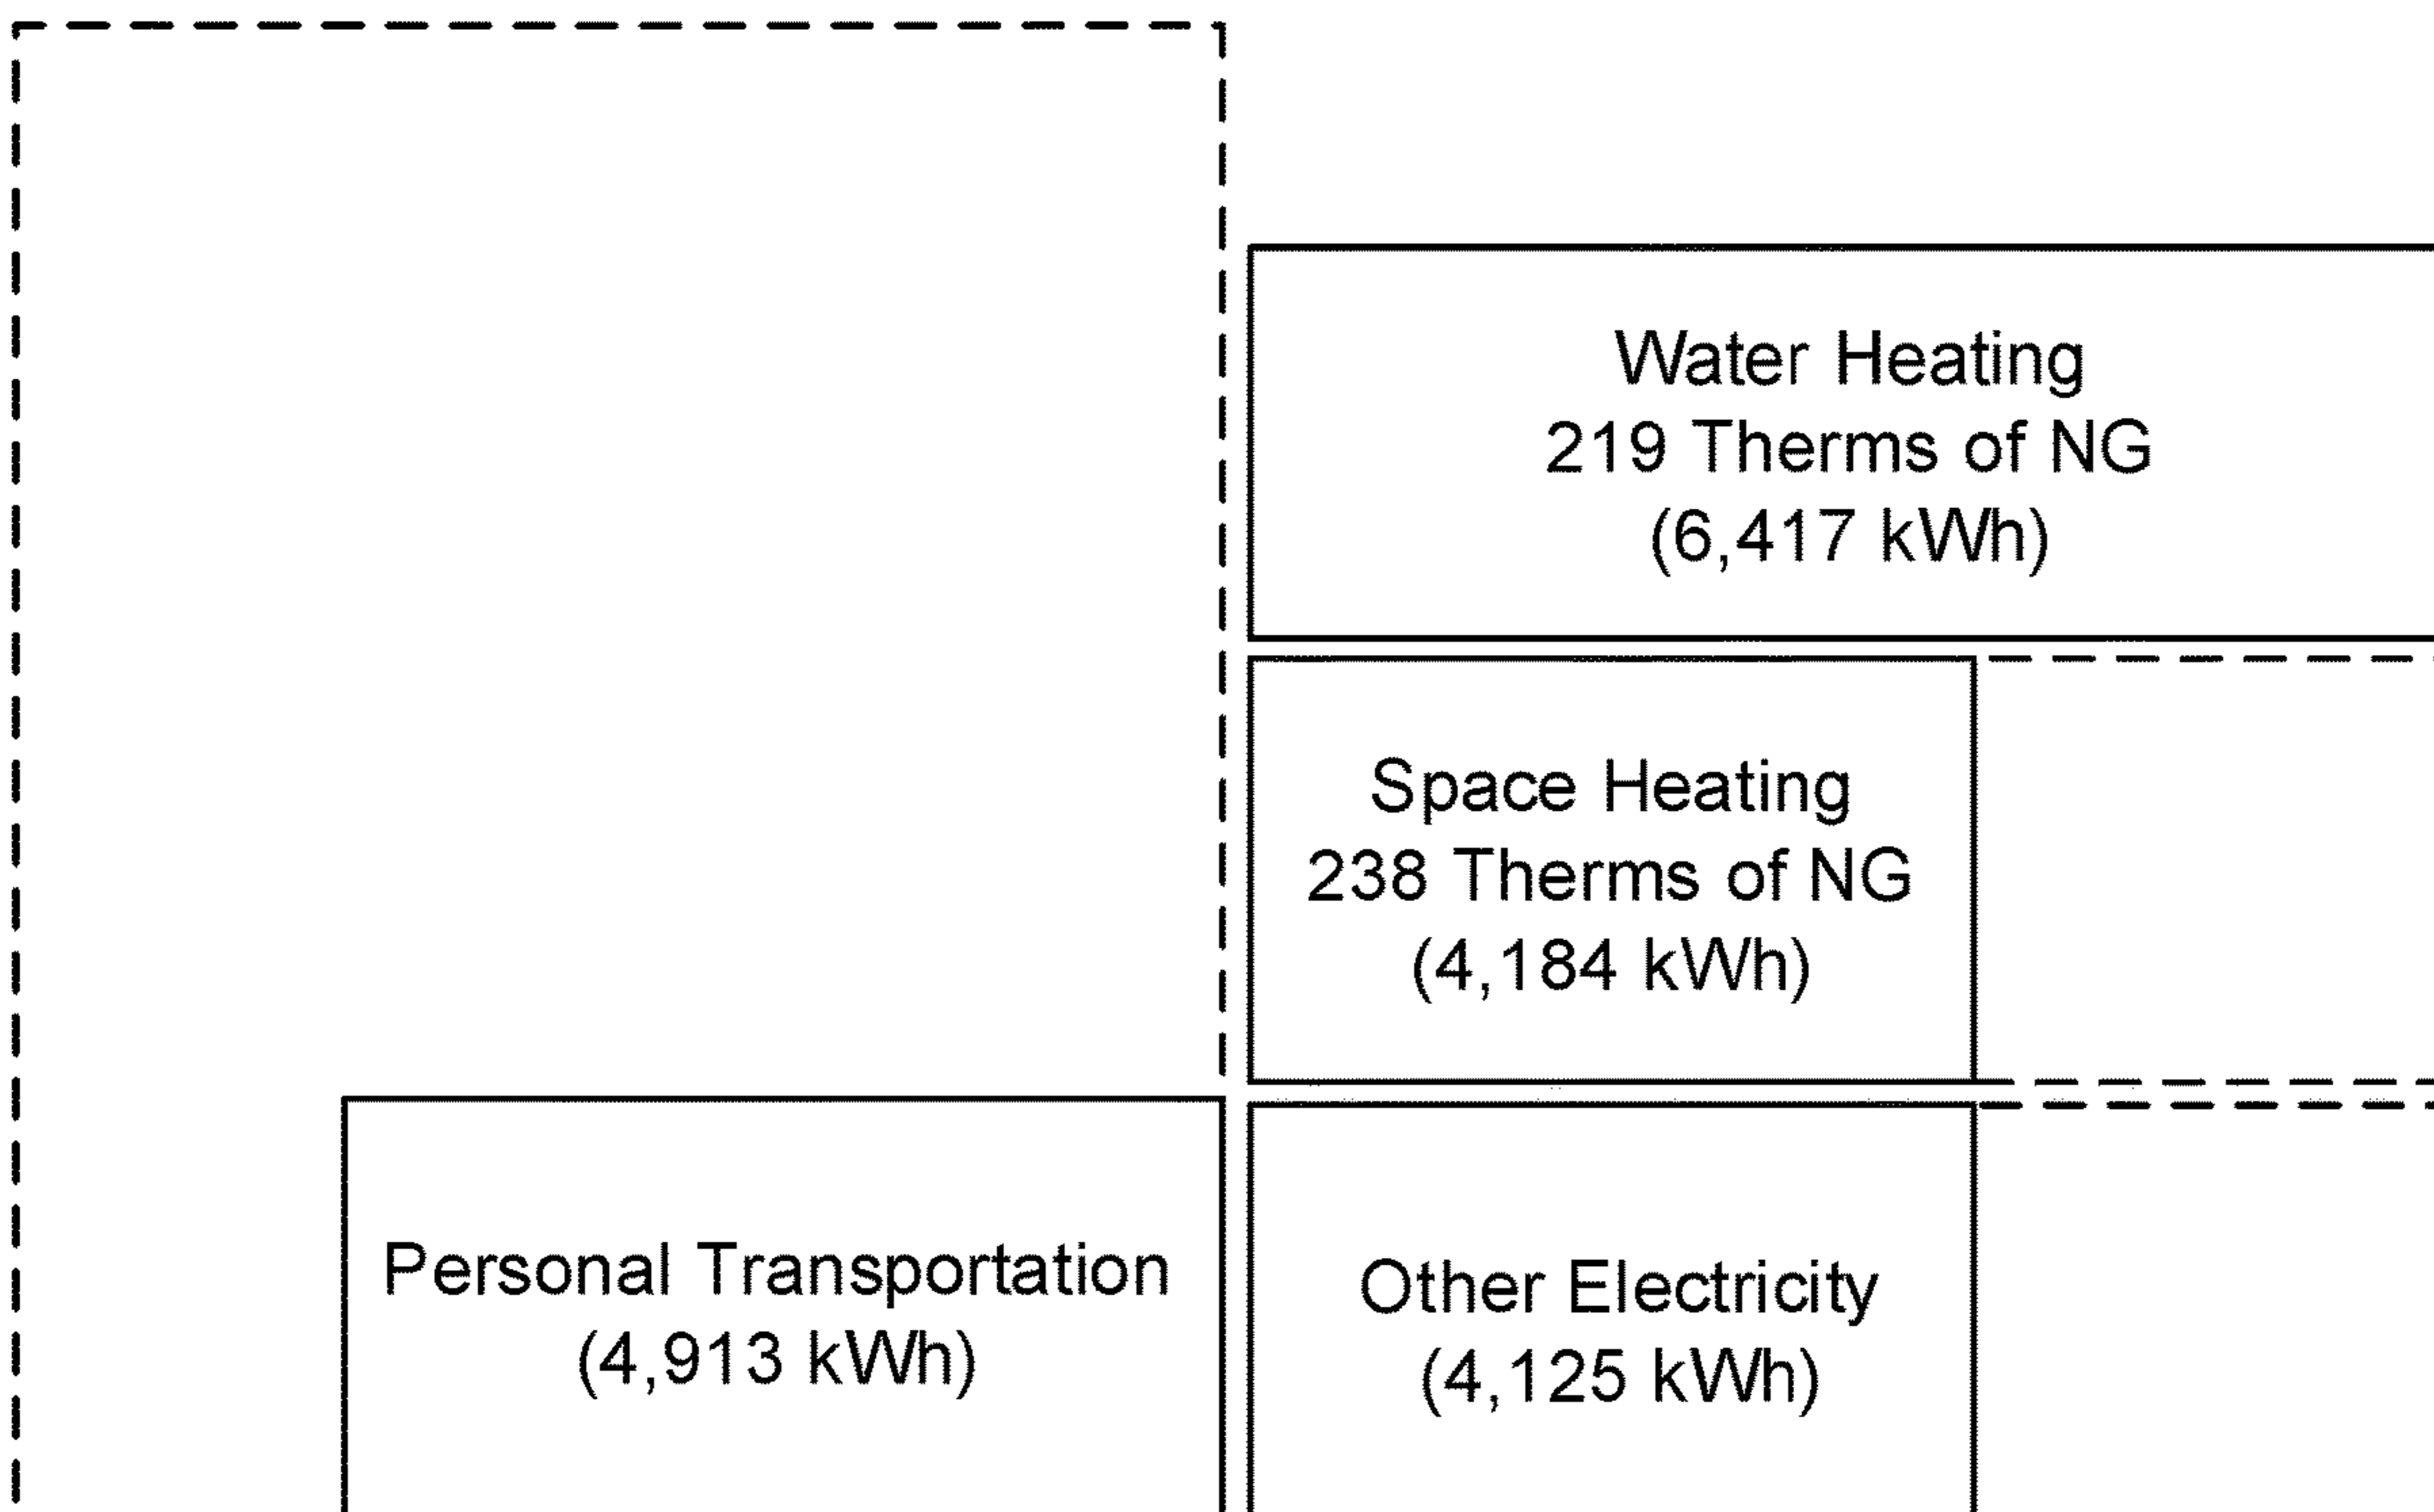 Water Heating
219 Therms of NG
(6,417 kWh)
Space Heating
238 Therms of NG
(4,184 kWh)
Personal Transportation
(4,913 kWh)
Other Electricity
(4,125 kWh)